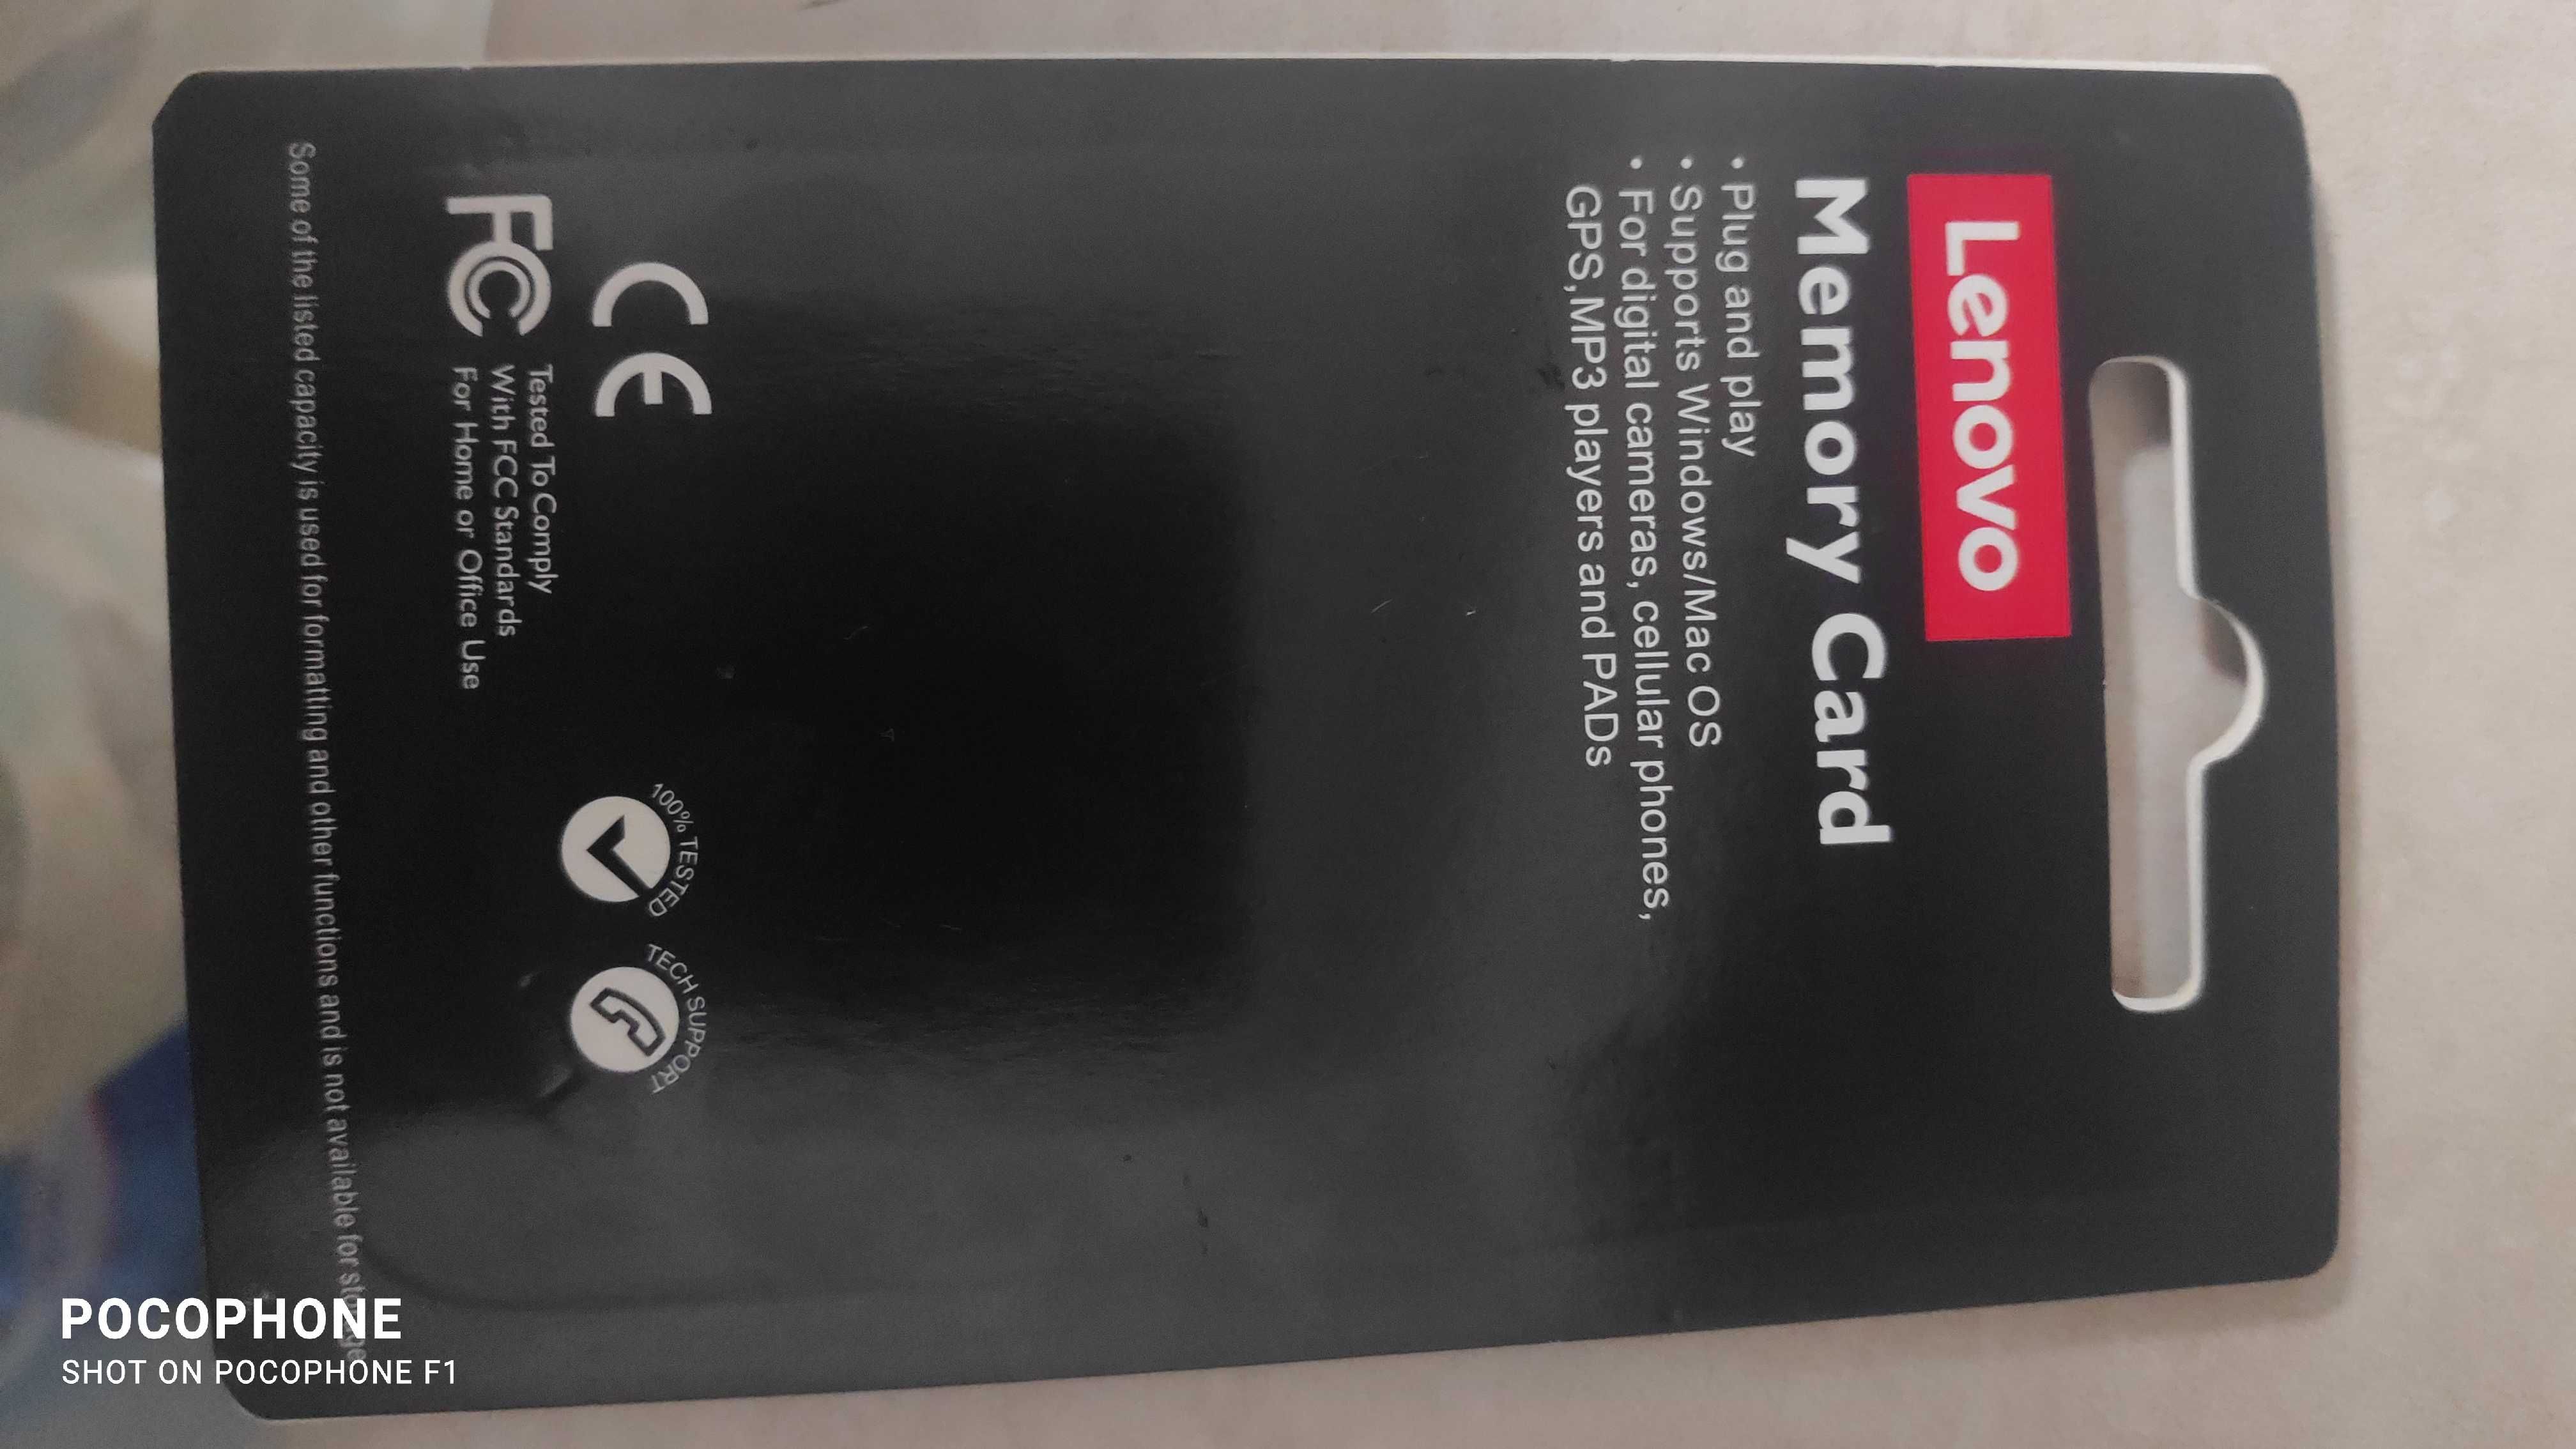 Lenovo
Memory Card
• Plug and play
• Supports Windows/Mac OS
• For digital cameras, cellular phones,
GPS,MP3 players and PADs
CE
100% TESTED
TECH SUPPORT
FC
Tested To Comply
With FCC Standards
For Home or Office Use
Some of the listed capacity is used for formatting and other functions and is not available for storage
POCOPHONE
SHOT ON POCOPHONE F1